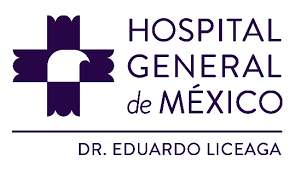 HOSPITAL
GENERAL
de MÉXICO
DR. EDUARDO LICEAGA